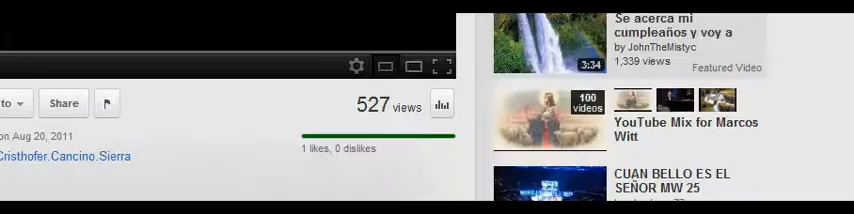 Se acerca mi
cumpleaños y voy a
by JohnTheMistyc
1,339 views
Featured Video
3:34
to
Share
527 views
on Aug 20, 2011
Cristhofer.Cancino.Sierra
1 likes, 0 dislikes
100
videos
YouTube Mix for Marcos
Witt
CUAN BELLO ES EL
SEÑOR MW 25